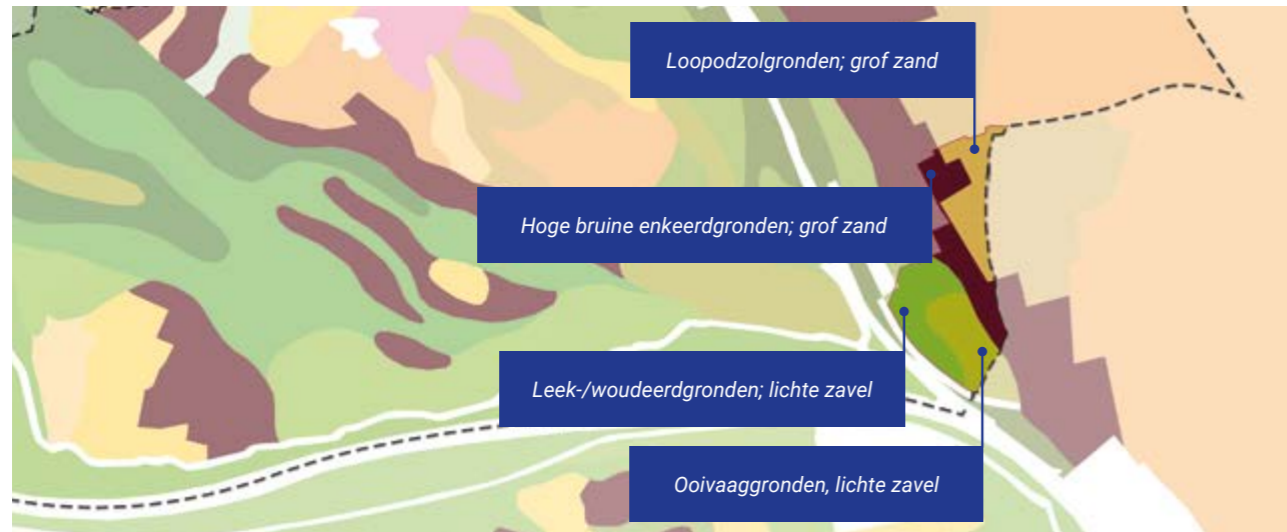 Loopodzolgronden; grof zand
Hoge bruine enkeerdgronden; grof zand
Leek-/woudeerdgronden; lichte zavel
Ooivaaggronden, lichte zavel